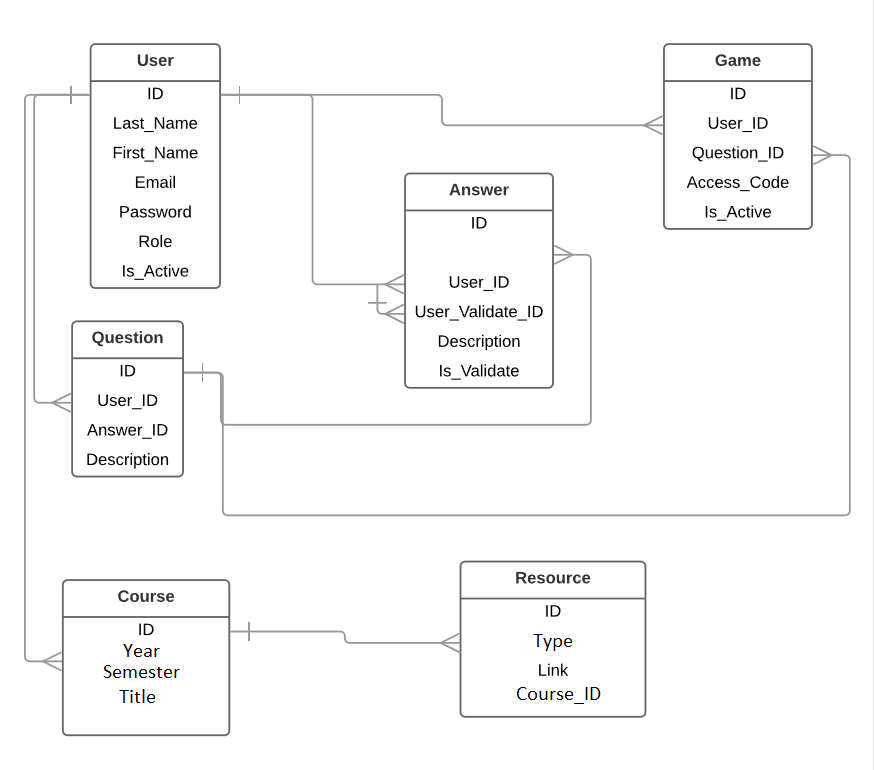 User
ID
Last_Name
First_Name
Email
Password
Role
Is_Active
Game
ID
User_ID
Question_ID
Access_Code
Is_Active
Answer
ID
User_ID
User_Validate_ID
Description
Is_Validate
Question
ID
User_ID
Answer_ID
Description
Course
ID
Year
Semester
Title
Resource
ID
Type
Link
Course_ID